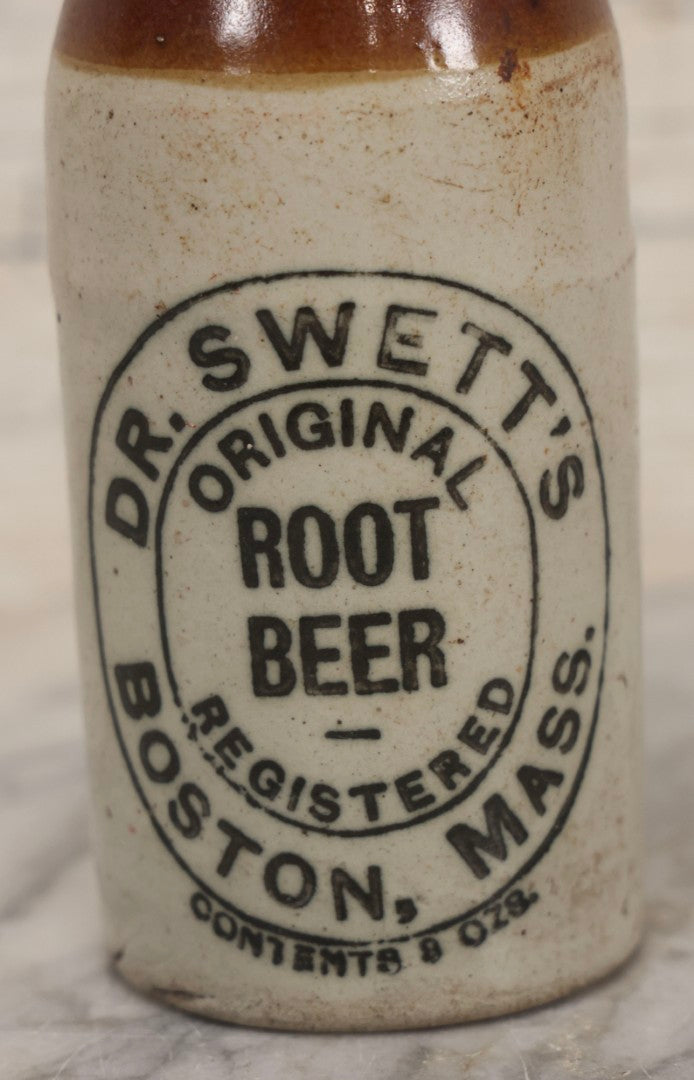 DR. SWETT'S
ORIGINAL
ROOT
BEER
REGISTERED
BOSTON, MASS.
CONTENTS 8 OZS.